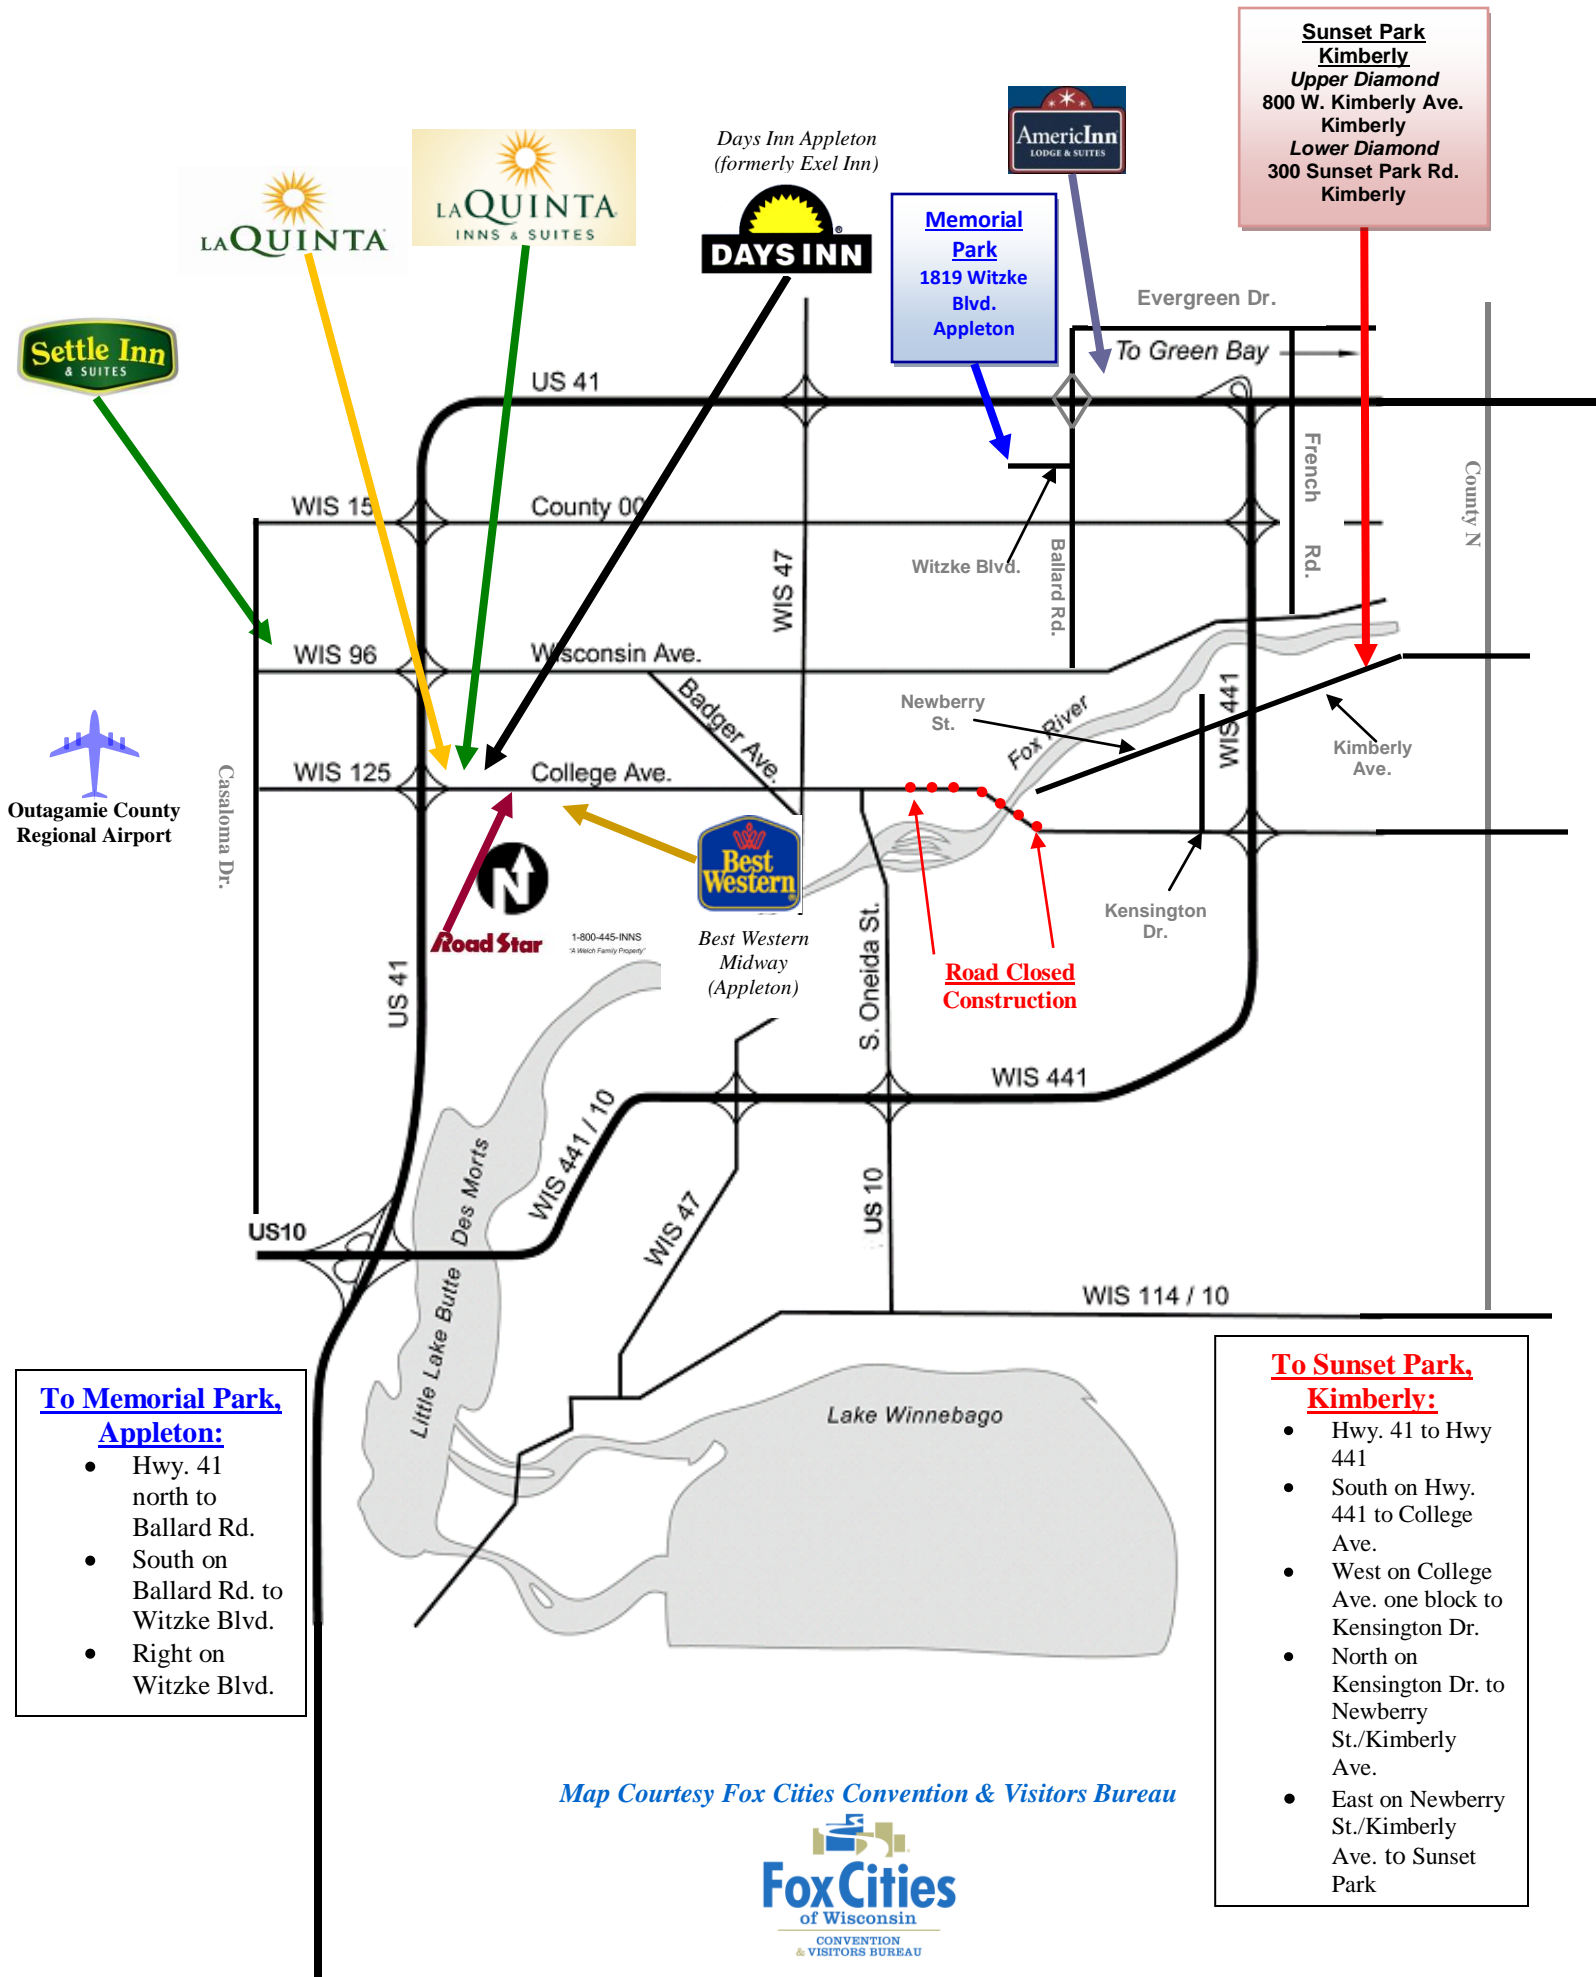 Sunset Park
Kimberly
Upper Diamond
800 W. Kimberly Ave.
Kimberly
Lower Diamond
300 Sunset Park Rd.
Kimberly
AmericInn
LODGE & SUITES
Days Inn Appleton
(formerly Exel Inn)
DAYS INN
LAQUINTA
INNS & SUITES
LAQUINTA
Memorial
Park
1819 Witzke
Blvd.
Appleton
Settle Inn
& SUITES
Evergreen Dr.
To Green Bay
US 41
French
Rd.
County N
WIS 15
County 00
WIS 47
Witzke Blvd.
Ballard Rd.
WIS 96
Wisconsin Ave.
Badger Ave.
Newberry
St.
Fox River
WIS 441
Kimberly
Ave.
WIS 125
College Ave.
Casaloma Dr.
Outagamie County
Regional Airport
N
Best
Western
Road Star
1-800-445-INNS
"A Welch Family Property"
Best Western
Midway
(Appleton)
Kensington
Dr.
S. Oneida St.
Road Closed
Construction
US 41
WIS 441
WIS 441 / 10
Little Lake Butte Des Morts
WIS 47
US 10
US10
WIS 114 / 10
Lake Winnebago
To Memorial Park,
Appleton:
• Hwy. 41
north to
Ballard Rd.
• South on
Ballard Rd. to
Witzke Blvd.
• Right on
Witzke Blvd.
To Sunset Park,
Kimberly:
• Hwy. 41 to Hwy
441
• South on Hwy.
441 to College
Ave.
• West on College
Ave. one block to
Kensington Dr.
• North on
Kensington Dr. to
Newberry
St./Kimberly
Ave.
• East on Newberry
St./Kimberly
Ave. to Sunset
Park
Map Courtesy Fox Cities Convention & Visitors Bureau
Fox Cities
of Wisconsin
CONVENTION
& VISITORS BUREAU